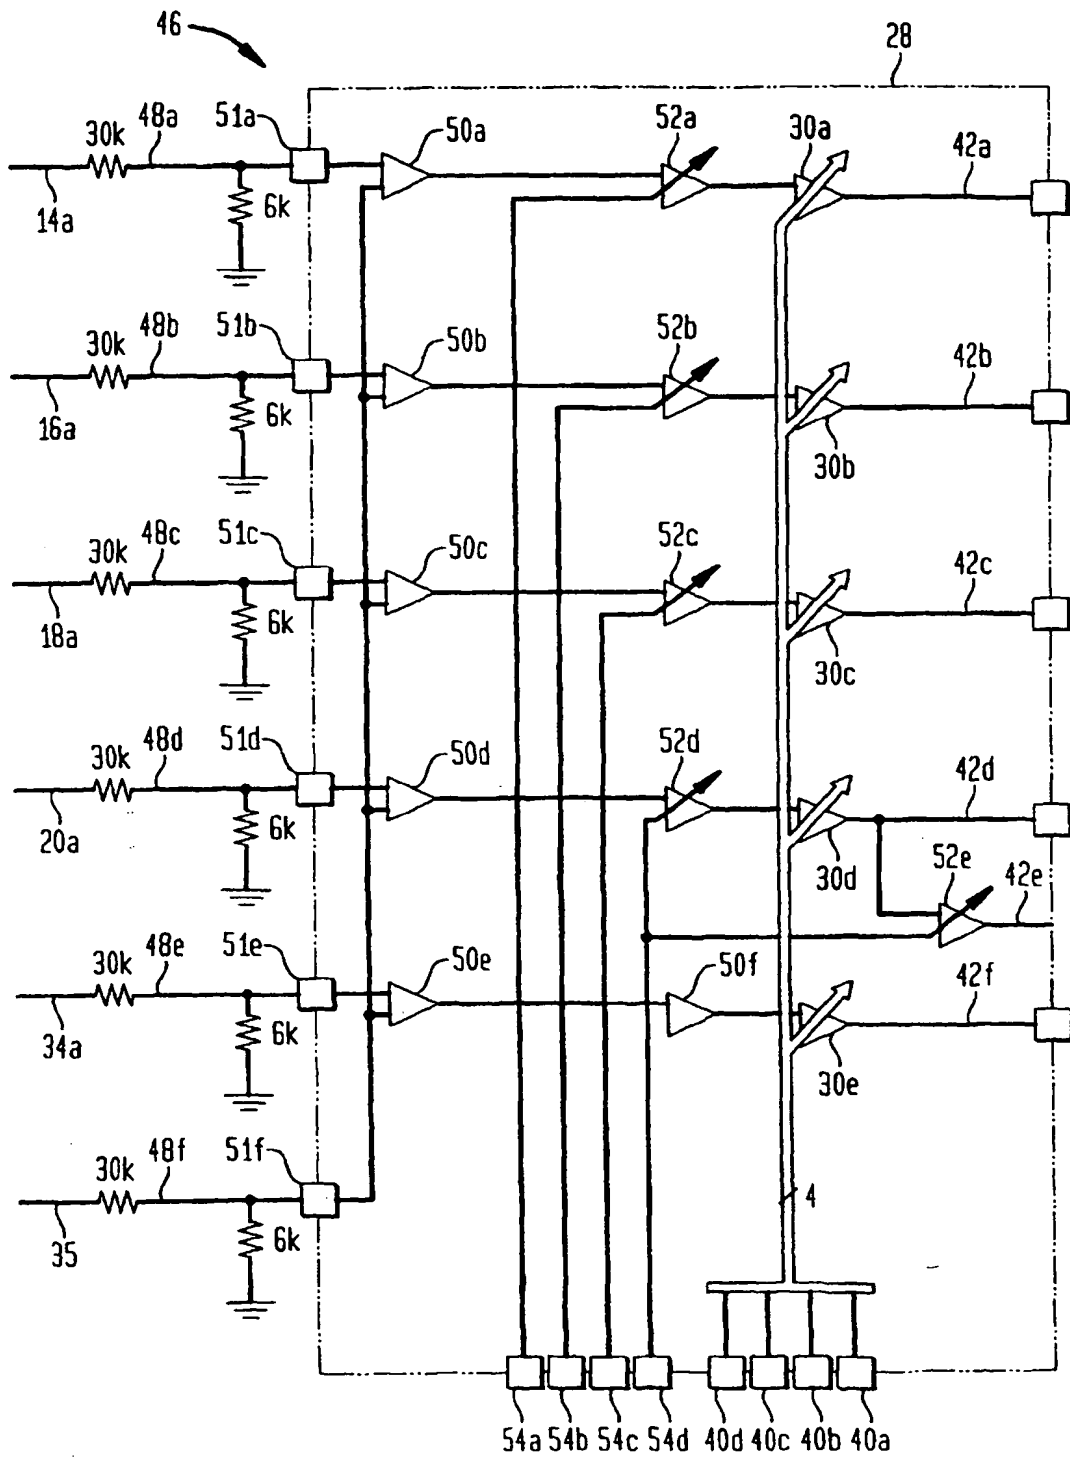 46
28
30k 48a 51a 50a 52a 30a 42a
14a 6k
30k 48b 51b 50b 52b 42b
16a 6k 30b
30k 48c 51c 50c 52c 42c
18a 6k 30c
30k 48d 51d 50d 52d 42d
20a 6k 30d 52e 42e
30k 48e 51e 50e 50f 42f
34a 6k 30e
30k 48f 51f 4
35 6k
54a 54b 54c 54d 40d 40c 40b 40a